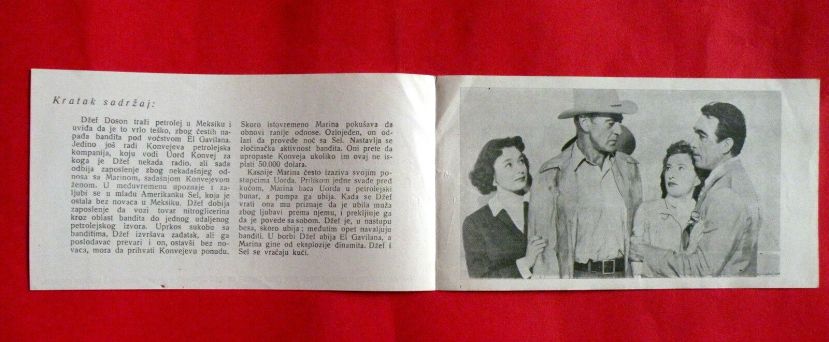 Kratak sadržaj:
Džef Doson traži petrolej u Meksiku i
uviđa da je to vrlo teško, zbog čestih na-
pada bandita pod vočstvom El Gavilana.
Jedino još radi Konvejeva petrolejska
kompanija, koju vodi Uord Konvej za
koga je Džef nekada radio, ali sada
odbija zaposlenje zbog nekadašnjeg od-
nosa sa Marinom, sadašnjom Konvejevom
ženom. U međuvremenu upoznaje i za-
ljubi se u mladu Amerikanku Sel, koja je
ostala bez novaca u Meksiku. Džef dobija
zaposlenje da vozi tovar nitroglicerina
kroz oblast bandita do jednog udaljenog
petrolejskog izvora. Uprkos sukobu sa
banditima, Džef izvršava zadatak, ali ga
poslodavac prevari i on, ostavši bez no-
vaca, mora da prihvati Konvejevu ponudu.
Skoro istovremeno Marina pokušava da
obnovi ranije odnose. Ozlojeđen, on od-
lazi da provede noć sa Sel. Nastavlja se
zločinačka aktivnost bandita. Oni prete da
upropaste Konveja ukoliko im ovaj ne is-
plati 50.000 dolara.
Kasnije Marina često izaziva svojim po-
stupcima Uorda. Prilikom jedne svađe pred
kućom, Marina baca Uorda u petrolejski
bunar, a pumpa ga ubija. Kada se Džef
vrati ona mu priznaje da je ubila muža
zbog ljubavi prema njemu, i preklinje ga
da je povede sa sobom. Džef je, u nastupu
besa, skoro ubija; međutim opet navaljuju
banditi. U borbi Džef ubija El Gavilana, a
Marina gine od eksplozije dinamita. Džef i
Sel se vraćaju kući.